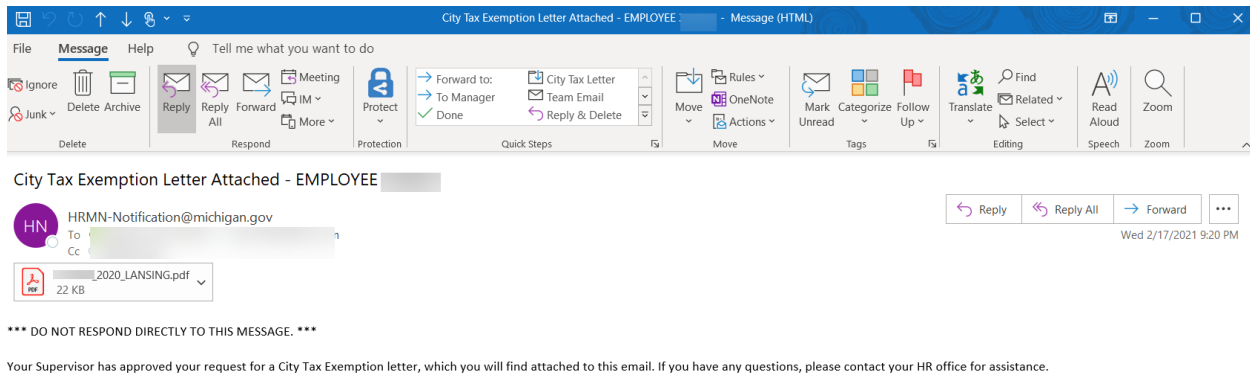 City Tax Exemption Letter Attached - EMPLOYEE - Message (HTML)
File Message Help Tell me what you want to do
Ignore
Junk
Delete Archive
Delete
Reply Reply All Forward
Meeting
IM
More
Respond
Protect
Protection
Forward to: City Tax Letter
To Manager Team Email
Done Reply & Delete
Quick Steps
Move
Rules
OneNote
Actions
Move
Mark Unread Categorize Follow Up
Tags
Translate
Find
Related
Select
Editing
Read Aloud
Speech
Zoom
Zoom
City Tax Exemption Letter Attached - EMPLOYEE
HN
HRMN-Notification@michigan.gov
To
Cc
Reply Reply All Forward
Wed 2/17/2021 9:20 PM
PDF
_2020_LANSING.pdf
22 KB
*** DO NOT RESPOND DIRECTLY TO THIS MESSAGE. ***
Your Supervisor has approved your request for a City Tax Exemption letter, which you will find attached to this email. If you have any questions, please contact your HR office for assistance.